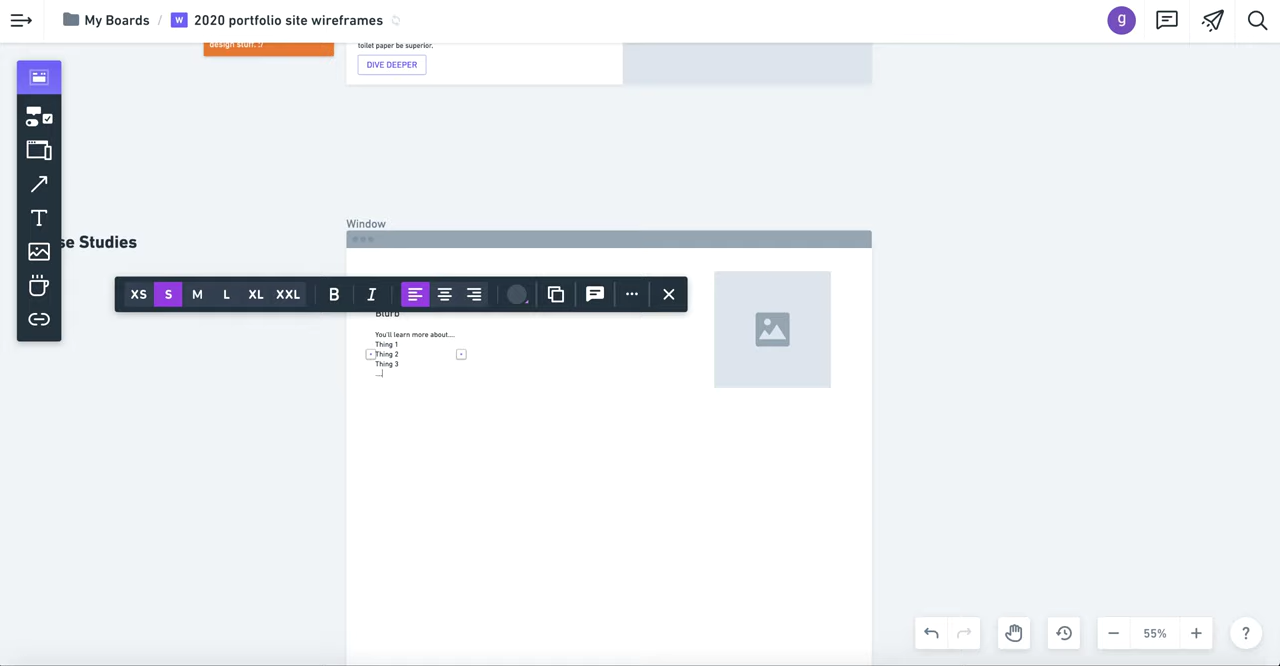 My Boards / W 2020 portfolio site wireframes
g
design stuff. :/
toilet paper be superior.
DIVE DEEPER
T
se Studies
Window
XS S M L XL XXL B I ... 
Blurb
You'll learn more about....
Thing 1
Thing 2
Thing 3
...
55%
?